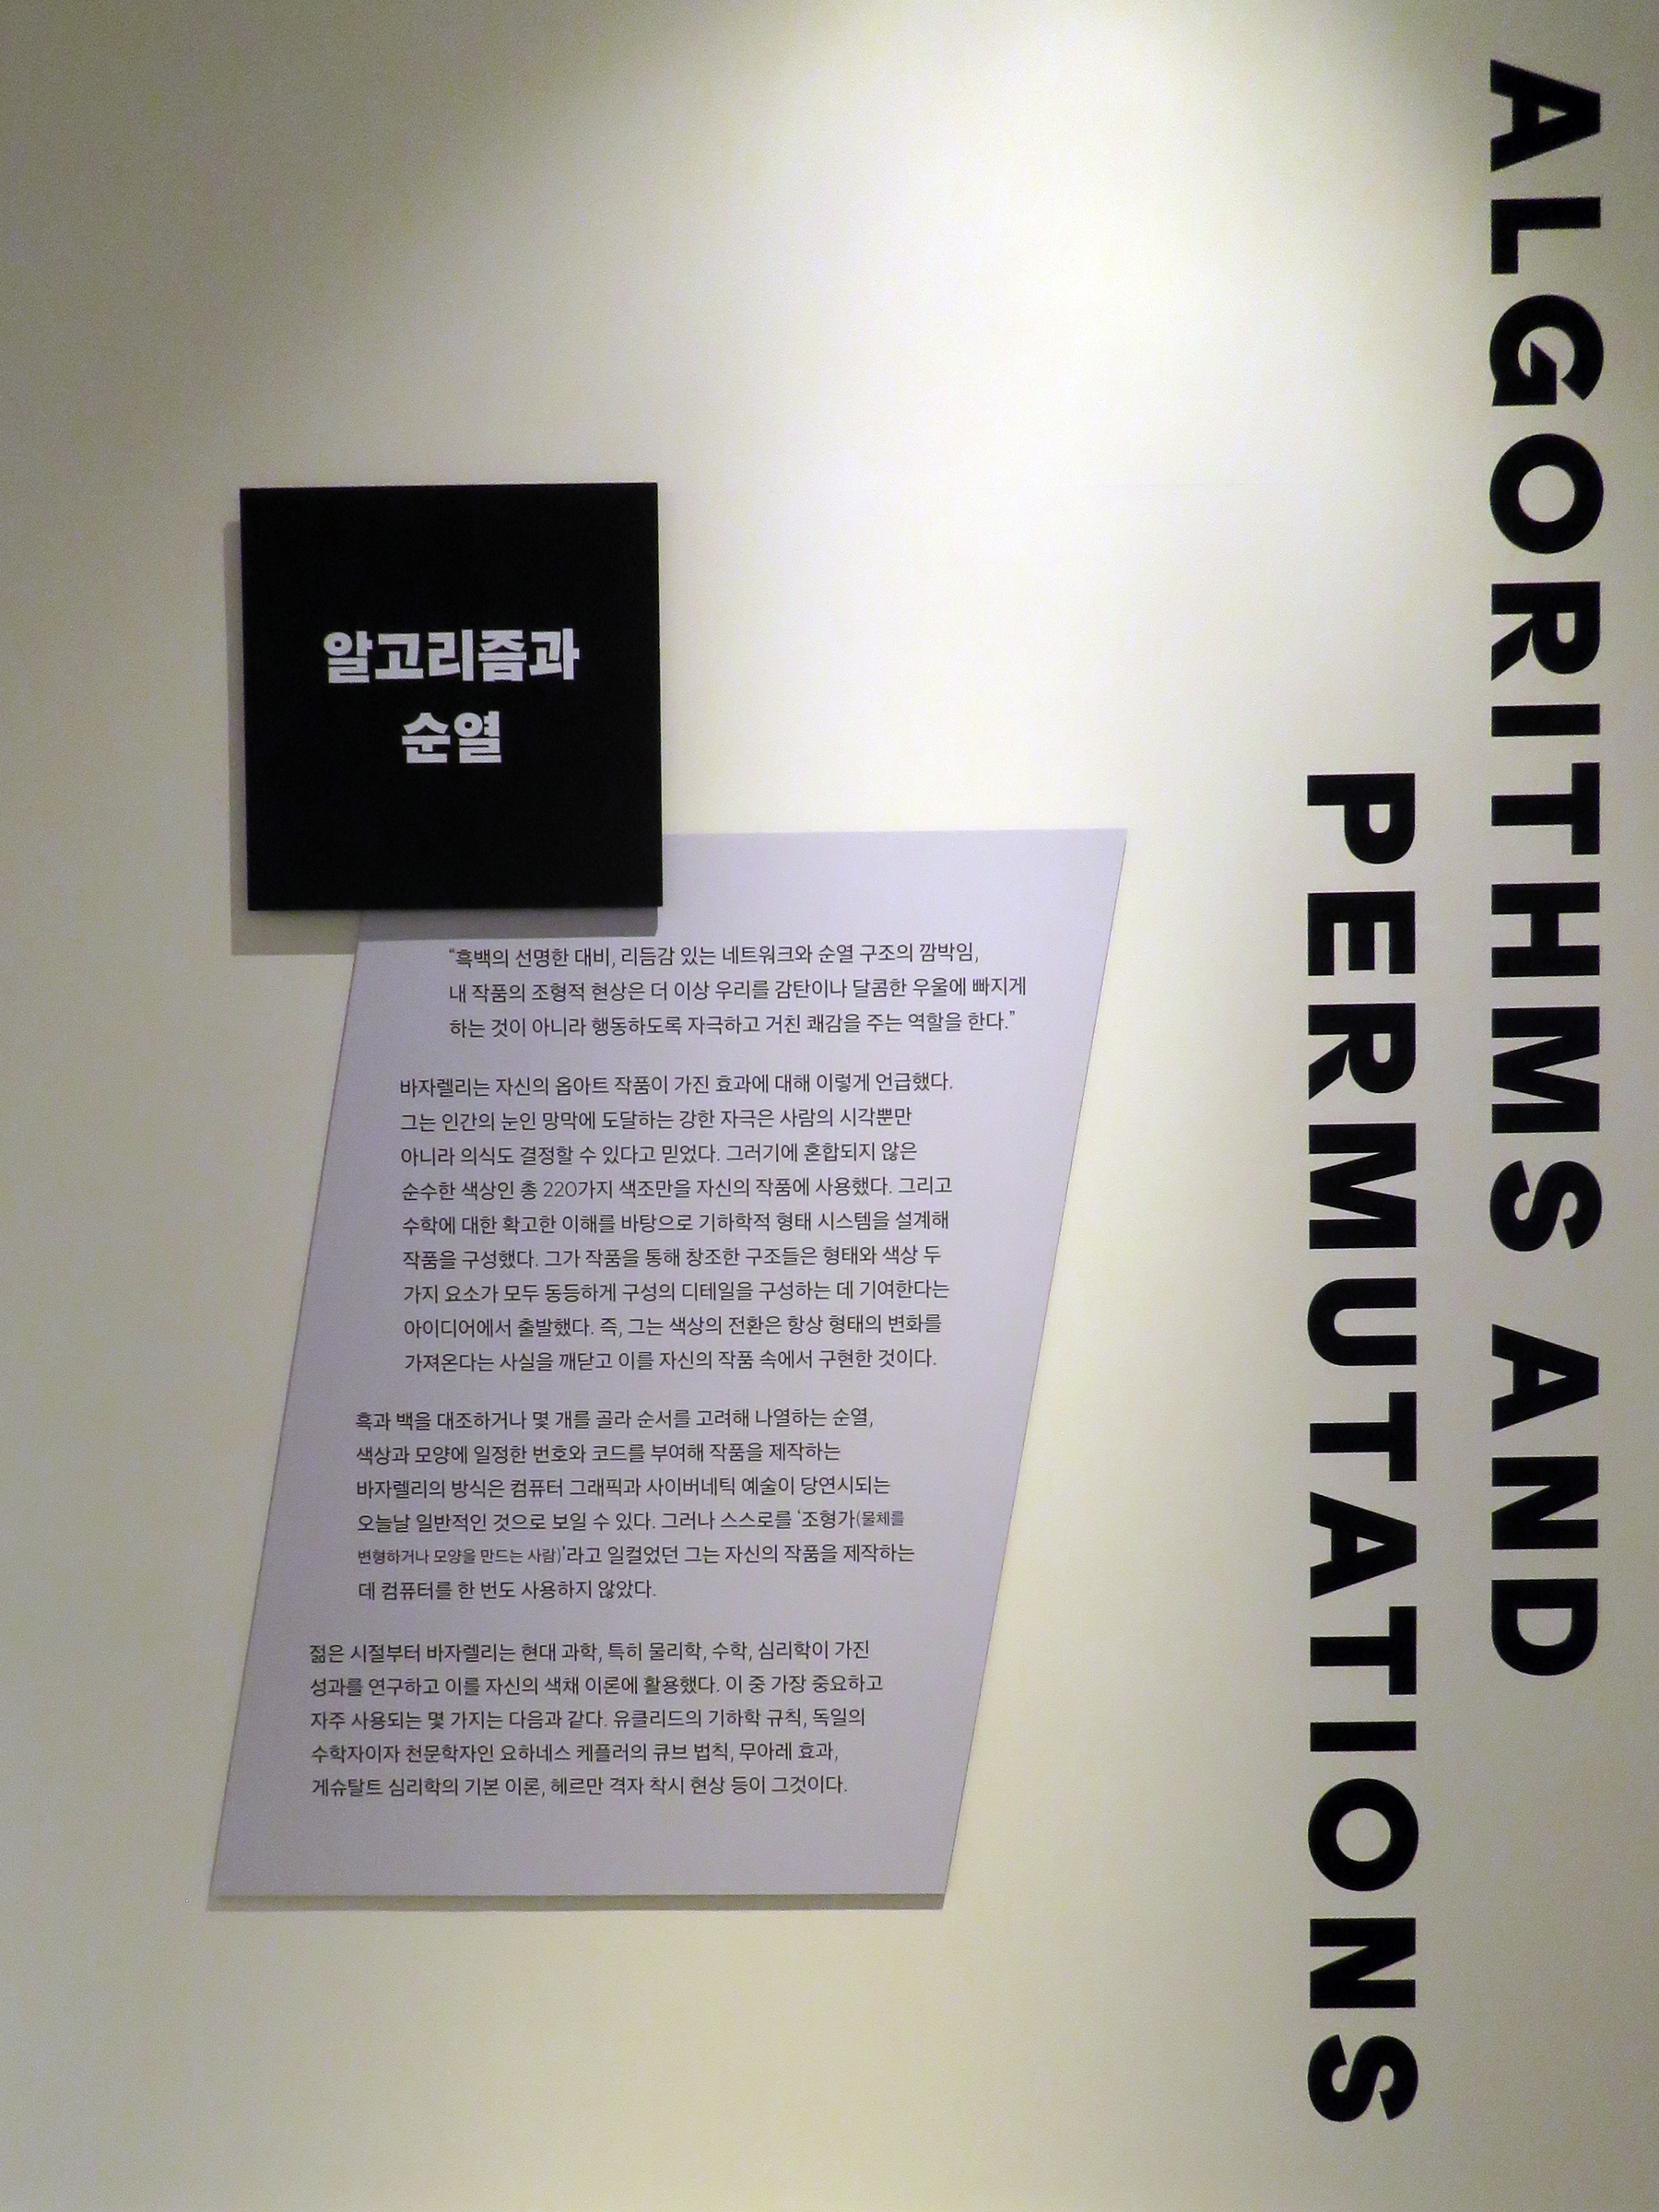 ALGORITHMS AND
PERMUTATIONS
알고리즘과
순열
“흑백의 선명한 대비, 리듬감 있는 네트워크와 순열 구조의 깜박임,
내 작품의 조형적 현상은 더 이상 우리를 감탄이나 달콤한 우울에 빠지게
하는 것이 아니라 행동하도록 자극하고 거친 쾌감을 주는 역할을 한다.”
바자렐리는 자신의 옵아트 작품이 가진 효과에 대해 이렇게 언급했다.
그는 인간의 눈인 망막에 도달하는 강한 자극은 사람의 시각뿐만
아니라 의식도 결정할 수 있다고 믿었다. 그러기에 혼합되지 않은
순수한 색상인 총 220가지 색조만을 자신의 작품에 사용했다. 그리고
수학에 대한 확고한 이해를 바탕으로 기하학적 형태 시스템을 설계해
작품을 구성했다. 그가 작품을 통해 창조한 구조들은 형태와 색상 두
가지 요소가 모두 동등하게 구성의 디테일을 구성하는 데 기여한다는
아이디어에서 출발했다. 즉, 그는 색상의 전환은 항상 형태의 변화를
가져온다는 사실을 깨닫고 이를 자신의 작품 속에서 구현한 것이다.
흑과 백을 대조하거나 몇 개를 골라 순서를 고려해 나열하는 순열,
색상과 모양에 일정한 번호와 코드를 부여해 작품을 제작하는
바자렐리의 방식은 컴퓨터 그래픽과 사이버네틱 예술이 당연시되는
오늘날 일반적인 것으로 보일 수 있다. 그러나 스스로를 ‘조형가(물체를
변형하거나 모양을 만드는 사람)’라고 일컬었던 그는 자신의 작품을 제작하는
데 컴퓨터를 한 번도 사용하지 않았다.
젊은 시절부터 바자렐리는 현대 과학, 특히 물리학, 수학, 심리학이 가진
성과를 연구하고 이를 자신의 색채 이론에 활용했다. 이 중 가장 중요하고
자주 사용되는 몇 가지는 다음과 같다. 유클리드의 기하학 규칙, 독일의
수학자이자 천문학자인 요하네스 케플러의 큐브 법칙, 무아레 효과,
게슈탈트 심리학의 기본 이론, 헤르만 격자 착시 현상 등이 그것이다.